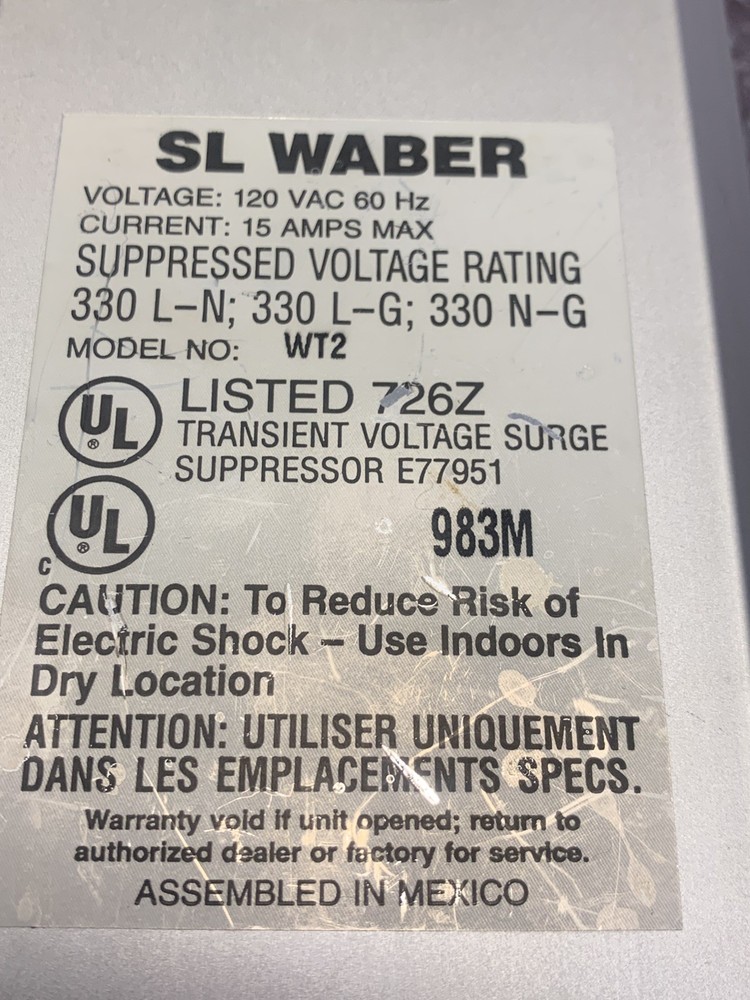 SL WABER
VOLTAGE: 120 VAC 60 Hz
CURRENT: 15 AMPS MAX
SUPPRESSED VOLTAGE RATING
330 L-N; 330 L-G; 330 N-G
MODEL NO: WT2
UL ® LISTED 726Z
TRANSIENT VOLTAGE SURGE
SUPPRESSOR E77951
C UL ® 983M
CAUTION: To Reduce Risk of
Electric Shock – Use Indoors In
Dry Location
ATTENTION: UTILISER UNIQUEMENT
DANS LES EMPLACEMENTS SPECS.
Warranty void if unit opened; return to
authorized dealer or factory for service.
ASSEMBLED IN MEXICO